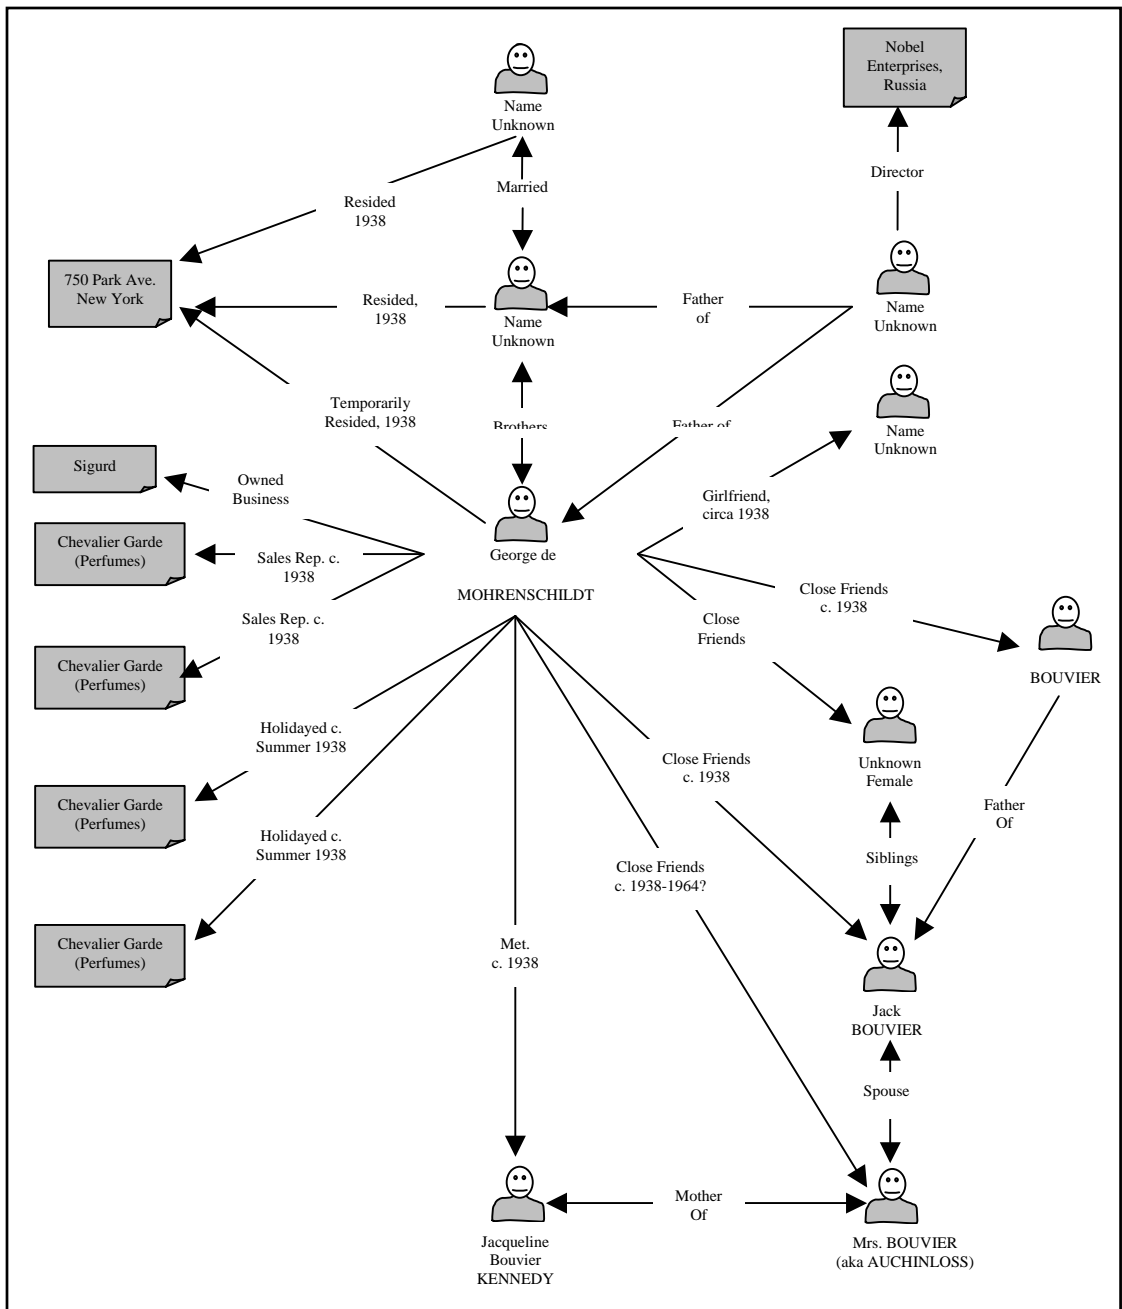 Name
Unknown
Nobel
Enterprises,
Russia
Married
Director
Resided
1938
750 Park Ave.
New York
Resided,
1938
Name
Unknown
Father
of
Name
Unknown
Temporarily
Resided, 1938
Brothers
Father of
Name
Unknown
Sigurd
Owned
Business
Girlfriend,
circa 1938
Chevalier Garde
(Perfumes)
Sales Rep. c.
1938
George de
MOHRENSCHILDT
Close Friends
c. 1938
Sales Rep. c.
1938
Close
Friends
Chevalier Garde
(Perfumes)
BOUVIER
Holidayed c.
Summer 1938
Close Friends
c. 1938
Unknown
Female
Chevalier Garde
(Perfumes)
Father
Of
Holidayed c.
Summer 1938
Close Friends
c. 1938-1964?
Siblings
Chevalier Garde
(Perfumes)
Met.
c. 1938
Jack
BOUVIER
Spouse
Mother
Of
Jacqueline
Bouvier
KENNEDY
Mrs. BOUVIER
(aka AUCHINLOSS)